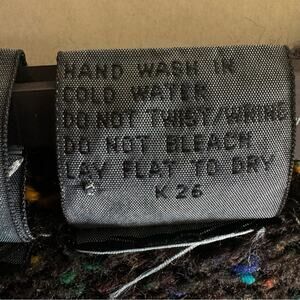 HAND WASH IN
COLD WATER
DO NOT TWIST/WRING
DO NOT BLEACH
LAY FLAT TO DRY
K26